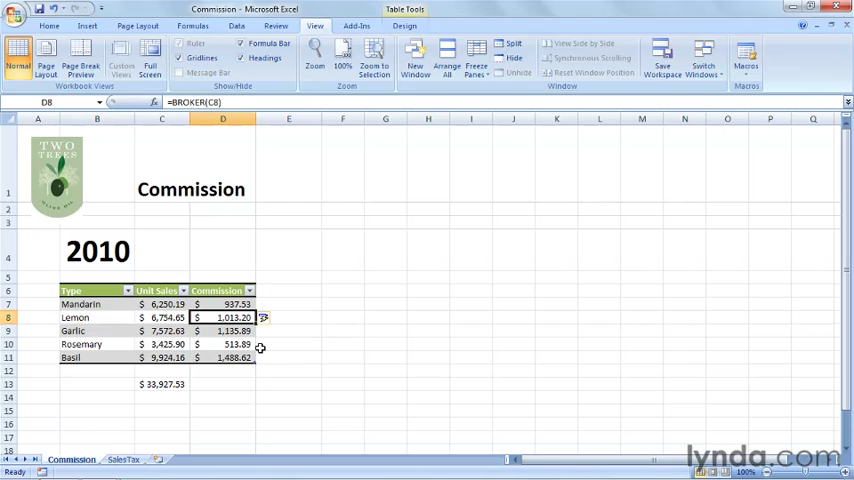 Commission - Microsoft Excel
Table Tools
Home Insert Page Layout Formulas Data Review View Add-Ins Design
Normal
Page Layout
Page Break Preview
Custom Views
Full Screen
Ruler
Gridlines
Message Bar
Formula Bar
Headings
Zoom
100%
Zoom to Selection
New Window
Arrange All
Freeze Panes
Split
Hide
Unhide
View Side by Side
Synchronous Scrolling
Reset Window Position
Save Workspace
Switch Windows
Macros
Workbook Views
Show/Hide
Zoom
Window
Macros
D8 fx =BROKER(C8)
A B C D E F G H I J K L M N O P Q
TWO TREES
OLIVE OIL
1 Commission
2
3
4 2010
5
6 Type Unit Sales Commission
7 Mandarin $ 6,250.19 $ 937.53
8 Lemon $ 6,754.65 $ 1,013.20
9 Garlic $ 7,572.63 $ 1,135.89
10 Rosemary $ 3,425.90 $ 513.89
11 Basil $ 9,924.16 $ 1,488.62
12
13 $ 33,927.53
14
15
16
17
18
Commission SalesTax
Ready
100%
lynda.com